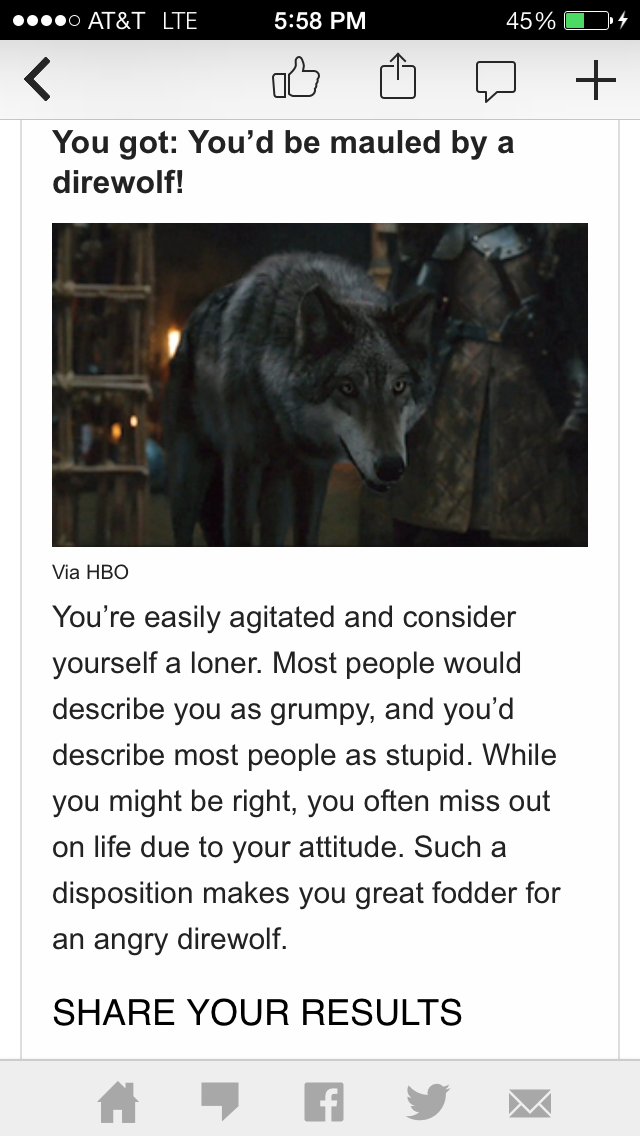 AT&T LTE 5:58 PM 45%
You got: You’d be mauled by a
direwolf!
Via HBO
You’re easily agitated and consider
yourself a loner. Most people would
describe you as grumpy, and you’d
describe most people as stupid. While
you might be right, you often miss out
on life due to your attitude. Such a
disposition makes you great fodder for
an angry direwolf.
SHARE YOUR RESULTS